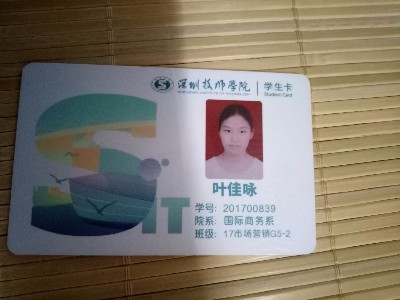 深圳技师学院 学生卡
Student Card
SIT
叶佳咏
学号: 201700839
院系: 国际商务系
班级: 17市场营销G5-2